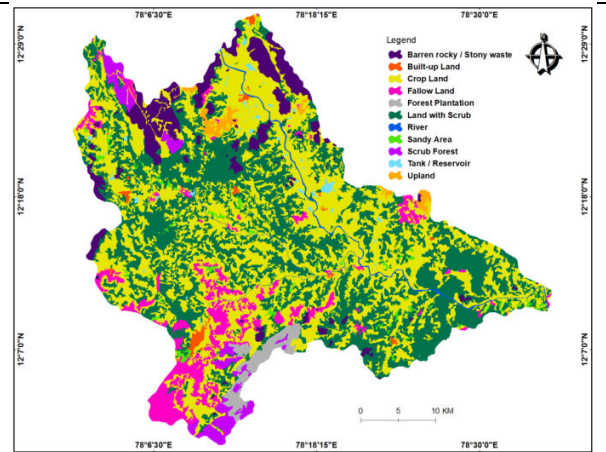 78°6'30"E
78°18'15"E
78°30'0"E
12°29'0"N
12°29'0"N
Legend
Barren rocky / Stony waste
Built-up Land
Crop Land
Fallow Land
Forest Plantation
Land with Scrub
River
Sandy Area
Scrub Forest
Tank / Reservoir
Upland
12°18'0"N
12°18'0"N
12°7'0"N
12°7'0"N
0 5 10 KM
78°6'30"E
78°18'15"E
78°30'0"E